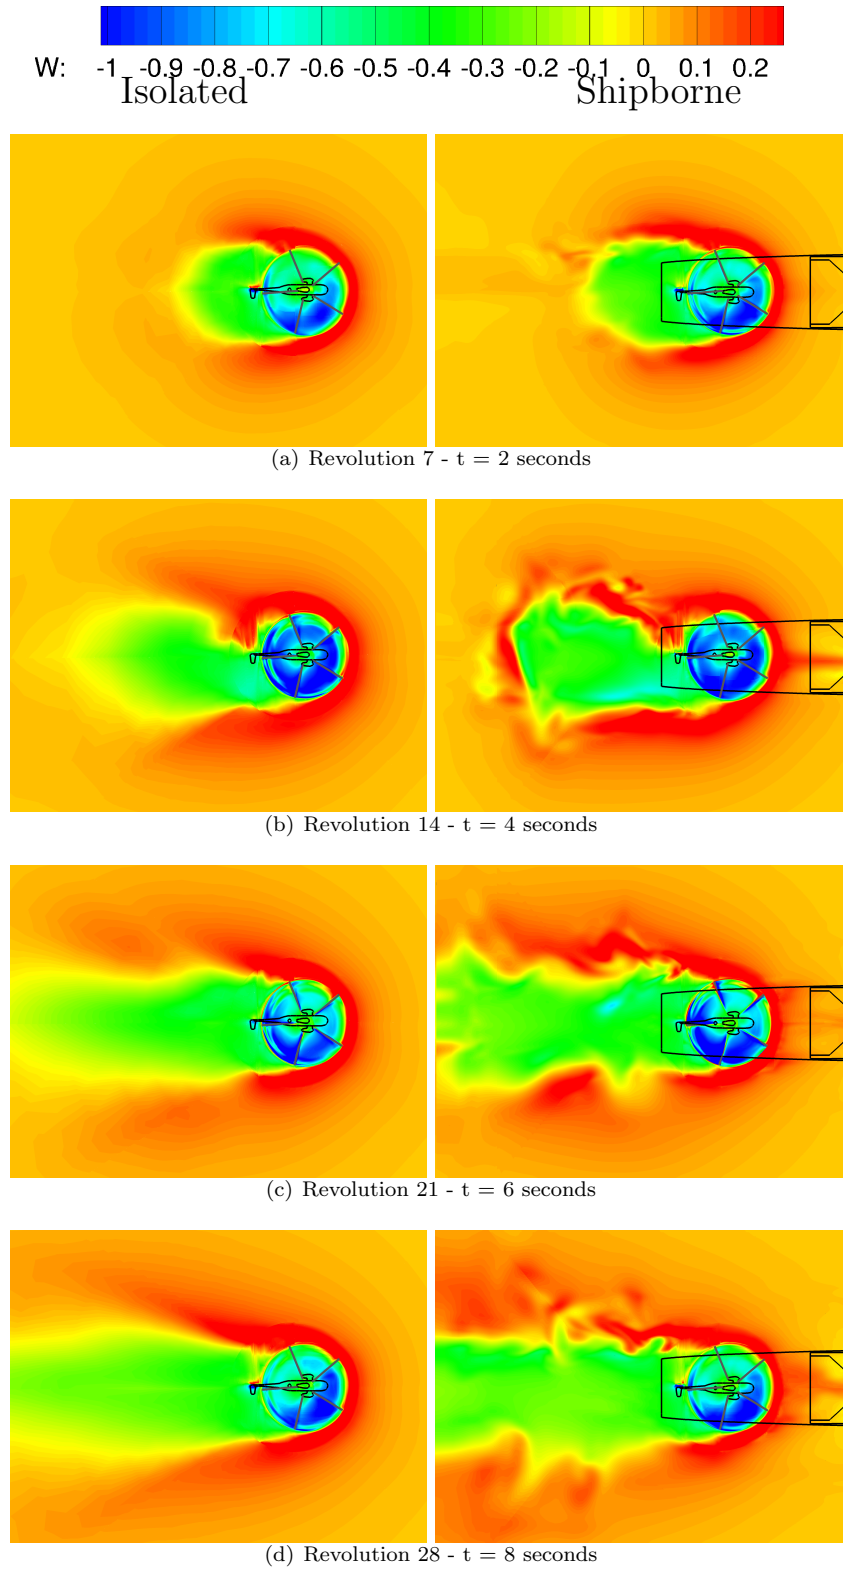 W: -1 -0.9 -0.8 -0.7 -0.6 -0.5 -0.4 -0.3 -0.2 -0.1 0 0.1 0.2
Isolated Shipborne
(a) Revolution 7 - t = 2 seconds
(b) Revolution 14 - t = 4 seconds
(c) Revolution 21 - t = 6 seconds
(d) Revolution 28 - t = 8 seconds